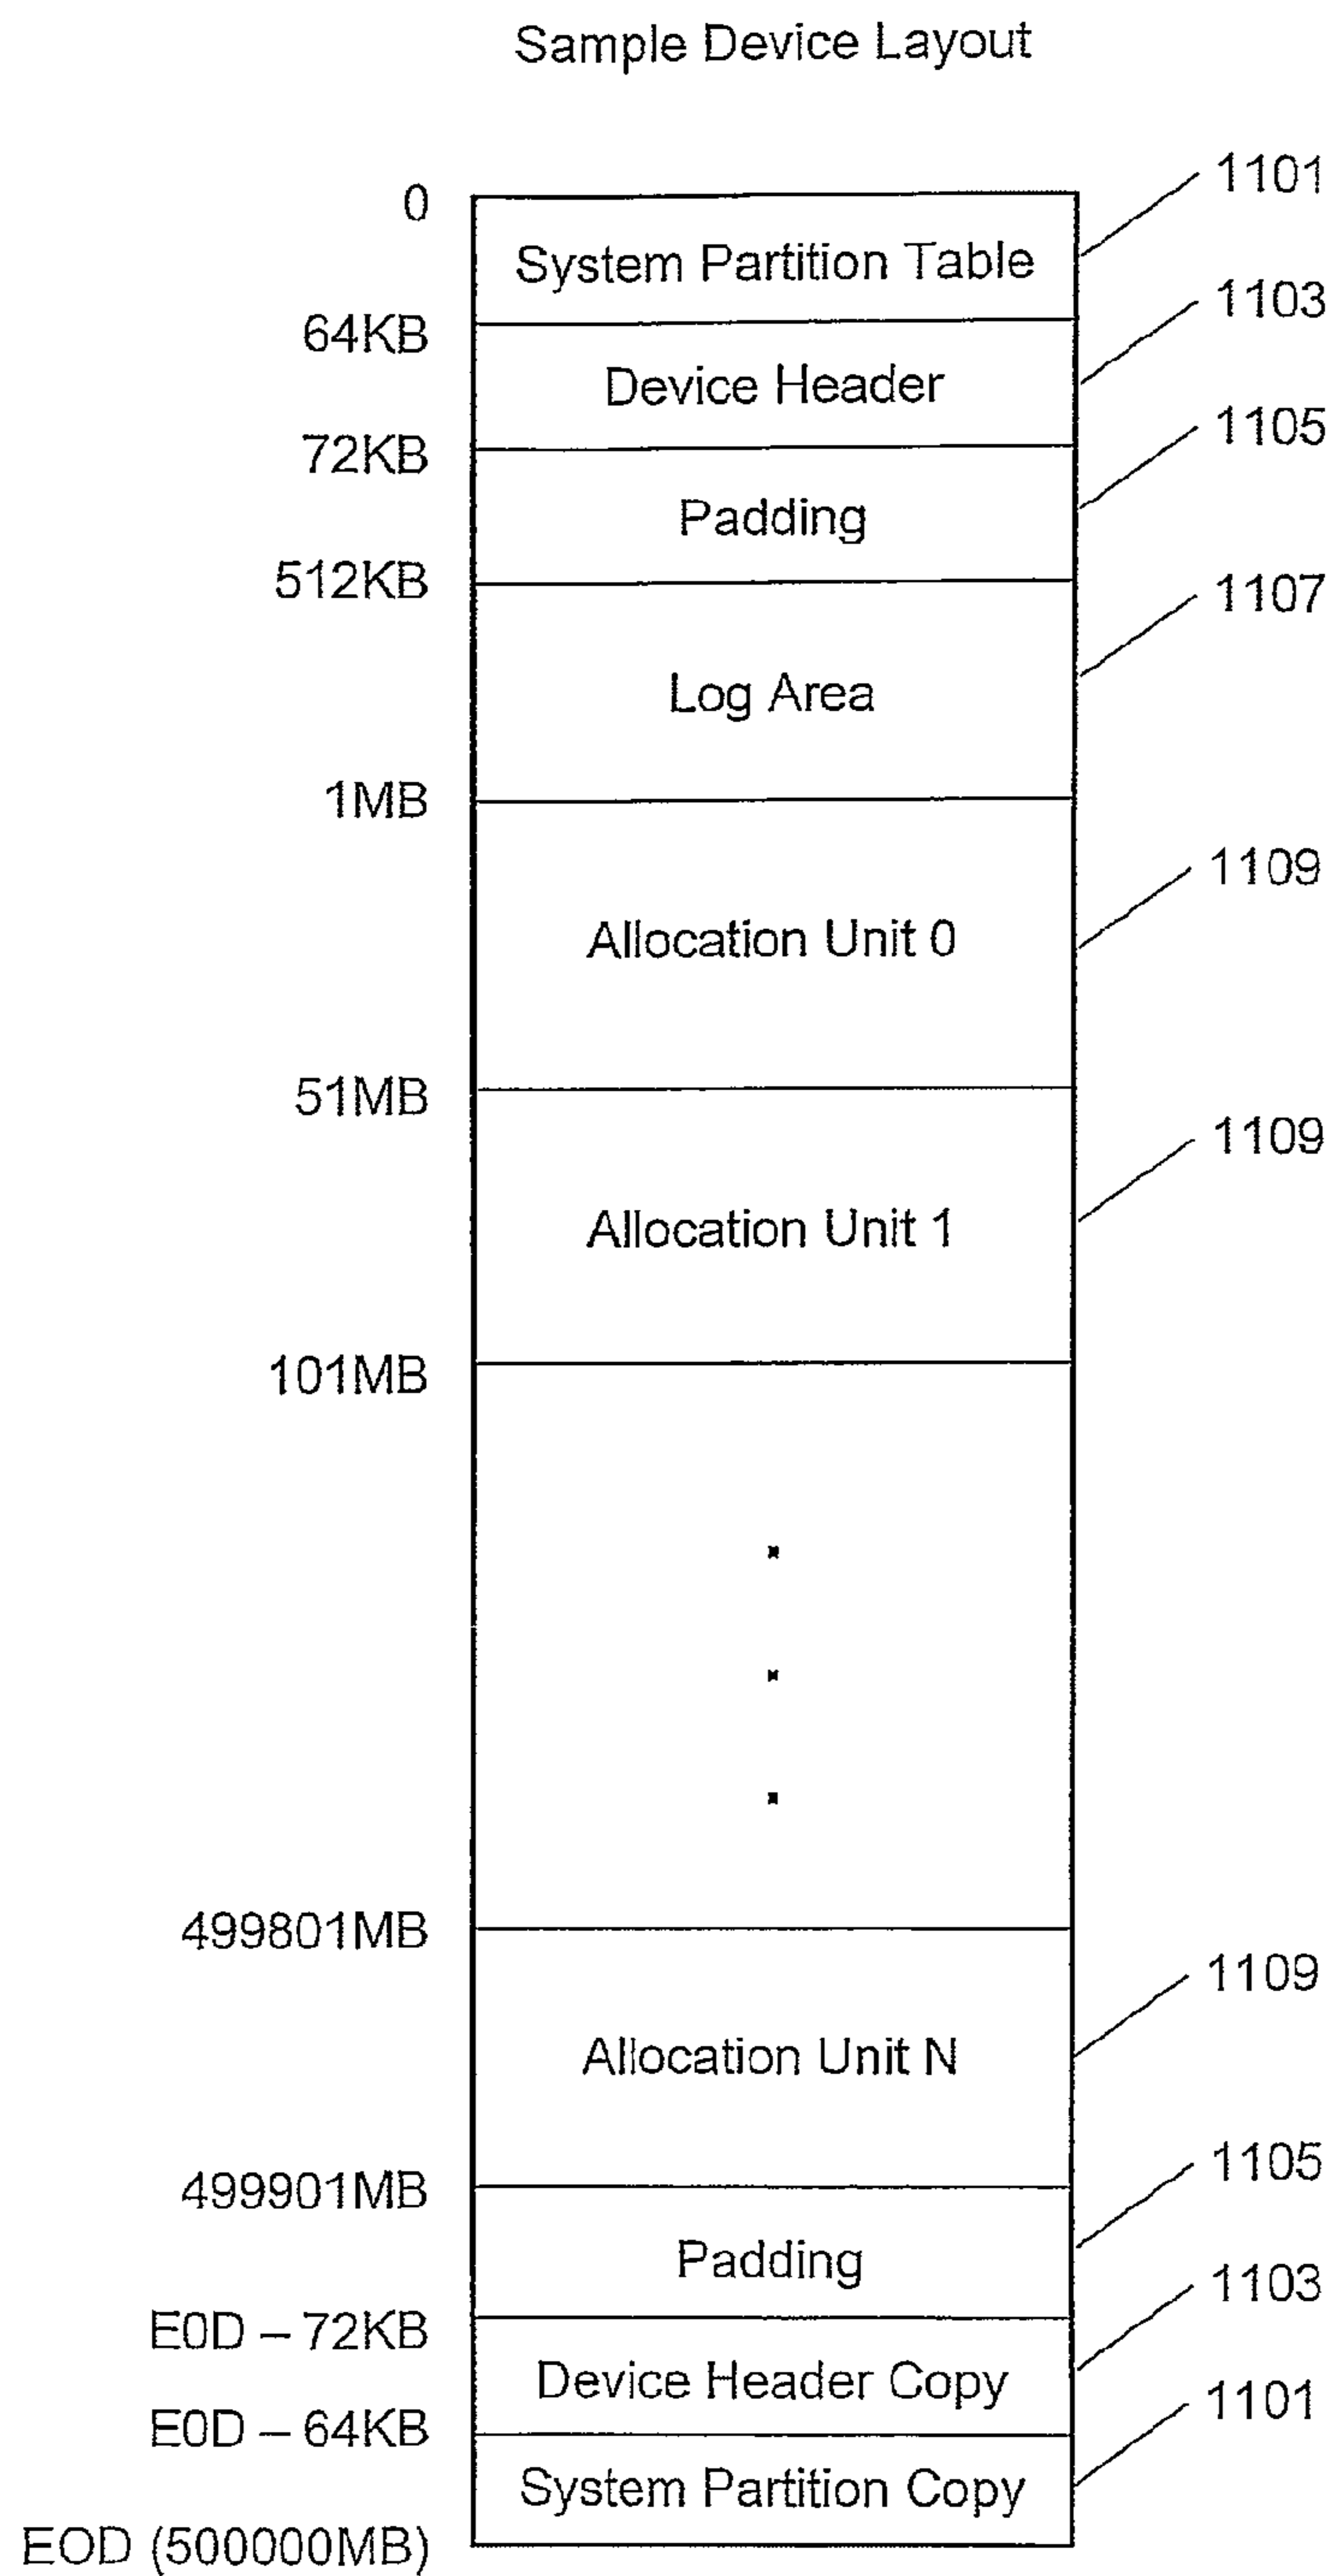 Sample Device Layout
0
System Partition Table
1101
64KB
Device Header
1103
72KB
Padding
1105
512KB
Log Area
1107
1MB
Allocation Unit 0
1109
51MB
Allocation Unit 1
1109
101MB
499801MB
Allocation Unit N
1109
499901MB
Padding
1105
E0D – 72KB
Device Header Copy
1103
E0D – 64KB
System Partition Copy
1101
EOD (500000MB)